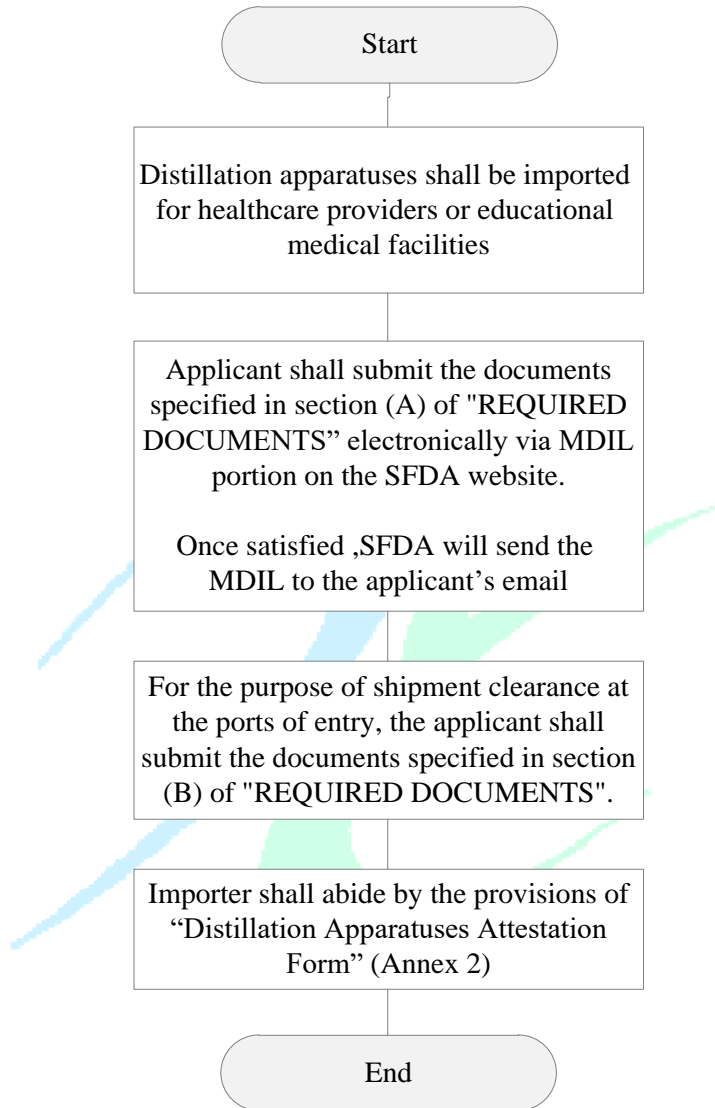 Start
Distillation apparatuses shall be imported
for healthcare providers or educational
medical facilities
Applicant shall submit the documents
specified in section (A) of "REQUIRED
DOCUMENTS” electronically via MDIL
portion on the SFDA website.
Once satisfied ,SFDA will send the
MDIL to the applicant’s email
For the purpose of shipment clearance at
the ports of entry, the applicant shall
submit the documents specified in section
(B) of "REQUIRED DOCUMENTS".
Importer shall abide by the provisions of
“Distillation Apparatuses Attestation
Form” (Annex 2)
End